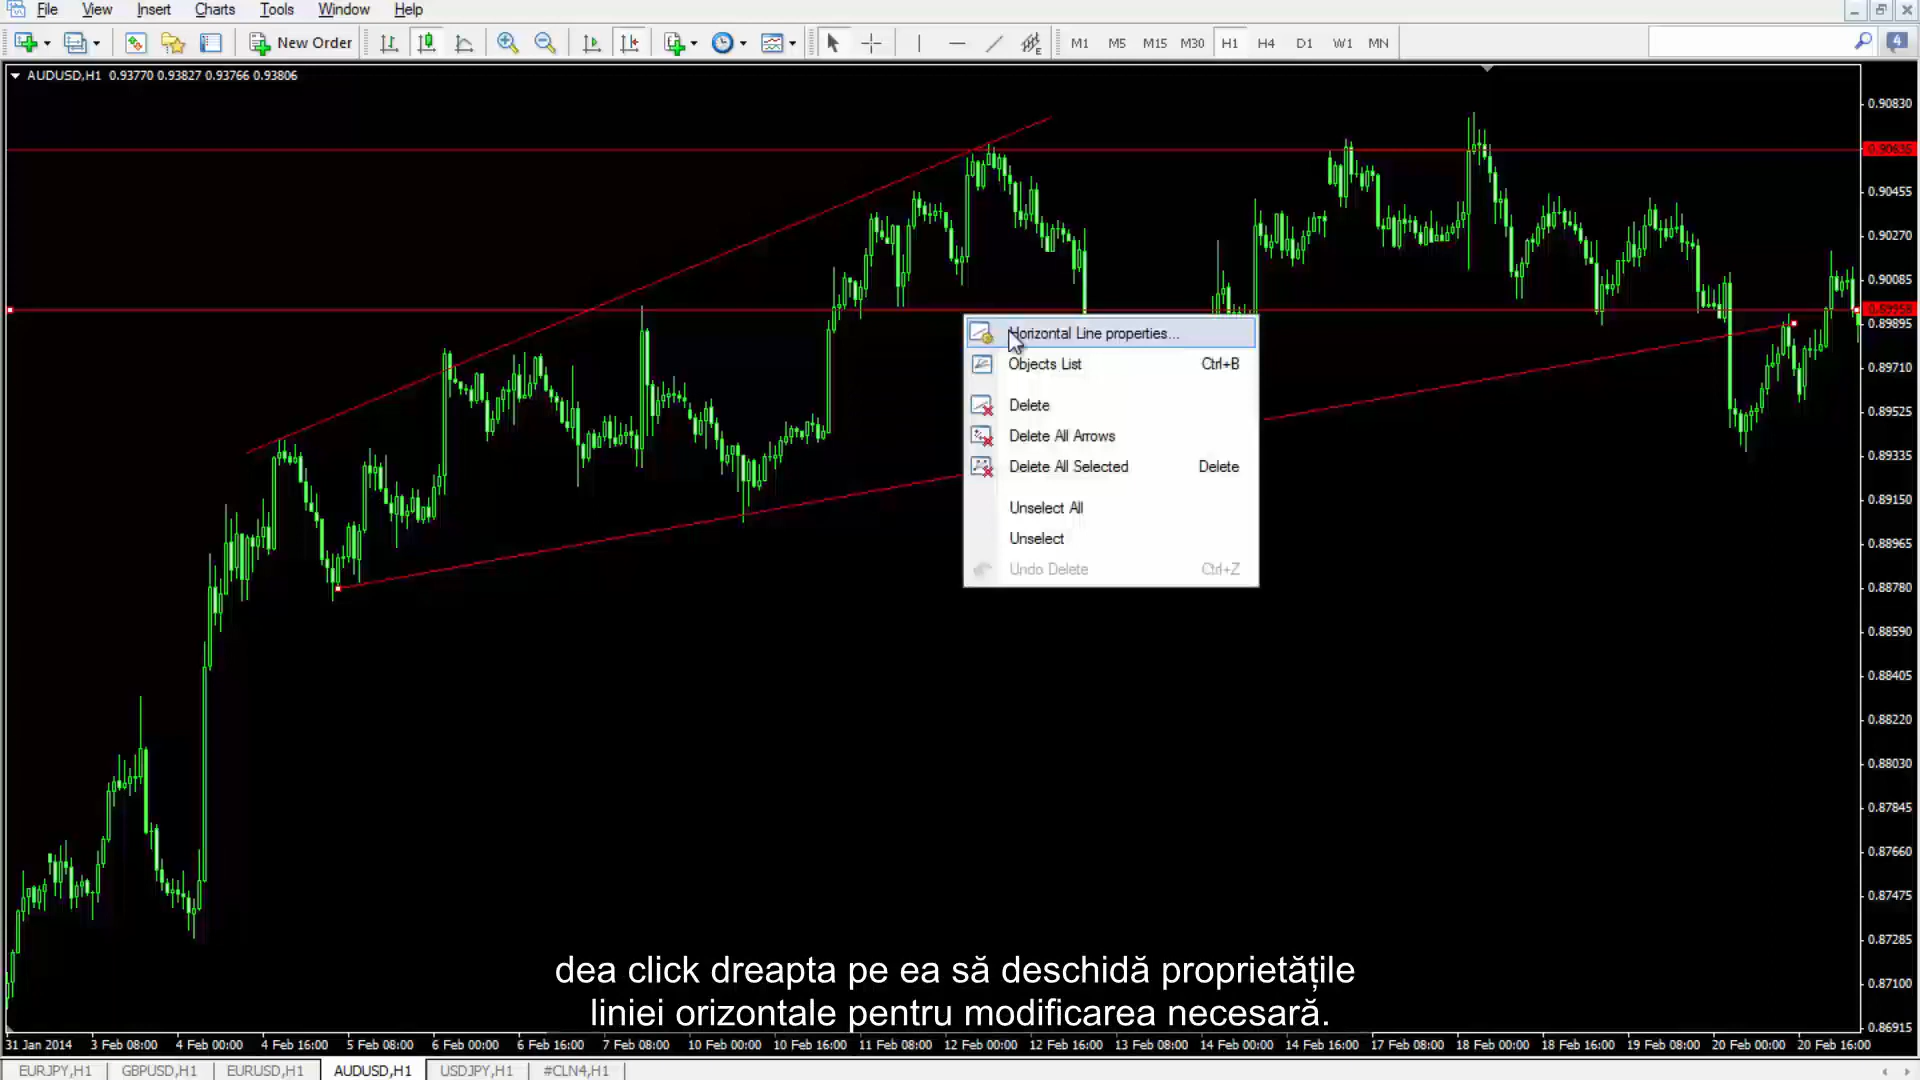 File View Insert Charts Tools Window Help
New Order M1 M5 M15 M30 H1 H4 D1 W1 MN 4
AUDUSD,H1 0.93770 0.93827 0.93766 0.93806
0.90830
0.90635
0.90455
0.90270
0.90085
0.89958
0.89895
0.89710
0.89525
0.89335
0.89150
0.88965
0.88780
0.88590
0.88405
0.88220
0.88030
0.87845
0.87660
0.87475
0.87285
0.87100
0.86915
Horizontal Line properties...
Objects List Ctrl+B
Delete
Delete All Arrows
Delete All Selected Delete
Unselect All
Unselect
Undo Delete Ctrl+Z
dea click dreapta pe ea să deschidă proprietățile
liniei orizontale pentru modificarea necesară.
31 Jan 2014 3 Feb 08:00 4 Feb 00:00 4 Feb 16:00 5 Feb 08:00 6 Feb 00:00 6 Feb 16:00 7 Feb 08:00 10 Feb 00:00 10 Feb 16:00 11 Feb 08:00 12 Feb 00:00 12 Feb 16:00 13 Feb 08:00 14 Feb 00:00 14 Feb 16:00 17 Feb 08:00 18 Feb 00:00 18 Feb 16:00 19 Feb 08:00 20 Feb 00:00 20 Feb 16:00
EURJPY,H1 GBPUSD,H1 EURUSD,H1 AUDUSD,H1 USDJPY,H1 #CLN4,H1